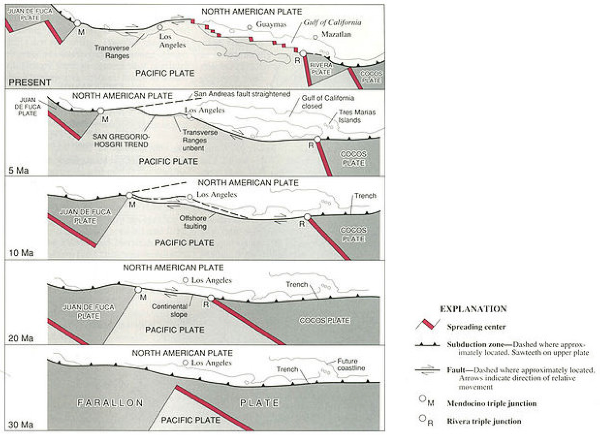 NORTH AMERICAN PLATE
JUAN DE FUCA
PLATE
M
Transverse
Ranges
Los
Angeles
Guaymas
Gulf of California
Mazatlan
R
RIVERA
PLATE
COCOS
PLATE
PACIFIC PLATE
PRESENT
JUAN
DE FUCA
PLATE
NORTH AMERICAN PLATE
San Andreas fault straightened
Los Angeles
Gulf of California
closed
Tres Marias
Islands
M
SAN GREGORIO-
HOSGRI TREND
Transverse
Ranges
unbent
PACIFIC PLATE
R
COCOS
PLATE
5 Ma
NORTH AMERICAN PLATE
Los Angeles
Trench
JUAN DE FUCA
PLATE
M
Offshore
faulting
R
COCOS
PLATE
PACIFIC PLATE
10 Ma
NORTH AMERICAN PLATE
Los Angeles
Trench
M
R
JUAN DE FUCA
PLATE
Continental
slope
COCOS PLATE
PACIFIC PLATE
20 Ma
NORTH AMERICAN PLATE
Los Angeles
Trench
Future
coastline
FARALLON PLATE
PACIFIC PLATE
30 Ma
EXPLANATION
Spreading center
Subduction zone—Dashed where approx-
imately located. Sawteeth on upper plate
Fault—Dashed where approximately located.
Arrows indicate direction of relative
movement
M Mendocino triple junction
R Rivera triple junction